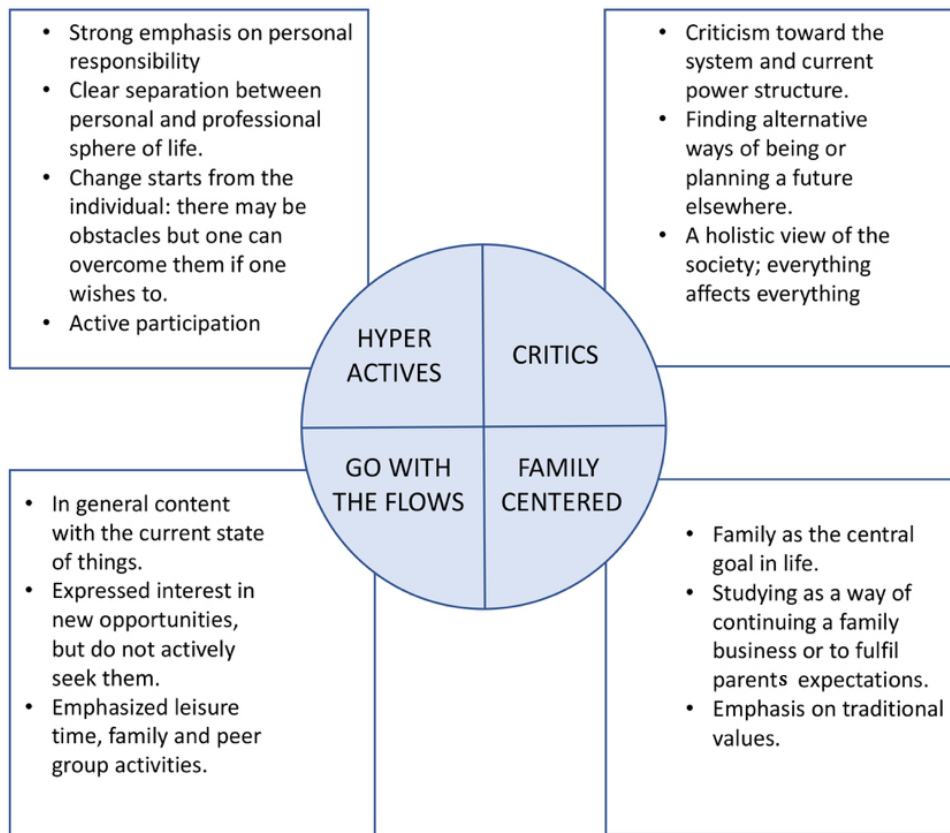 • Strong emphasis on personal
responsibility
• Clear separation between
personal and professional
sphere of life.
• Change starts from the
individual: there may be
obstacles but one can
overcome them if one
wishes to.
• Active participation
• Criticism toward the
system and current
power structure.
• Finding alternative
ways of being or
planning a future
elsewhere.
• A holistic view of the
society; everything
affects everything
HYPER
ACTIVES
CRITICS
GO WITH
THE FLOWS
FAMILY
CENTERED
• In general content
with the current state
of things.
• Expressed interest in
new opportunities,
but do not actively
seek them.
• Emphasized leisure
time, family and peer
group activities.
• Family as the central
goal in life.
• Studying as a way of
continuing a family
business or to fulfil
parents expectations.
• Emphasis on traditional
values.